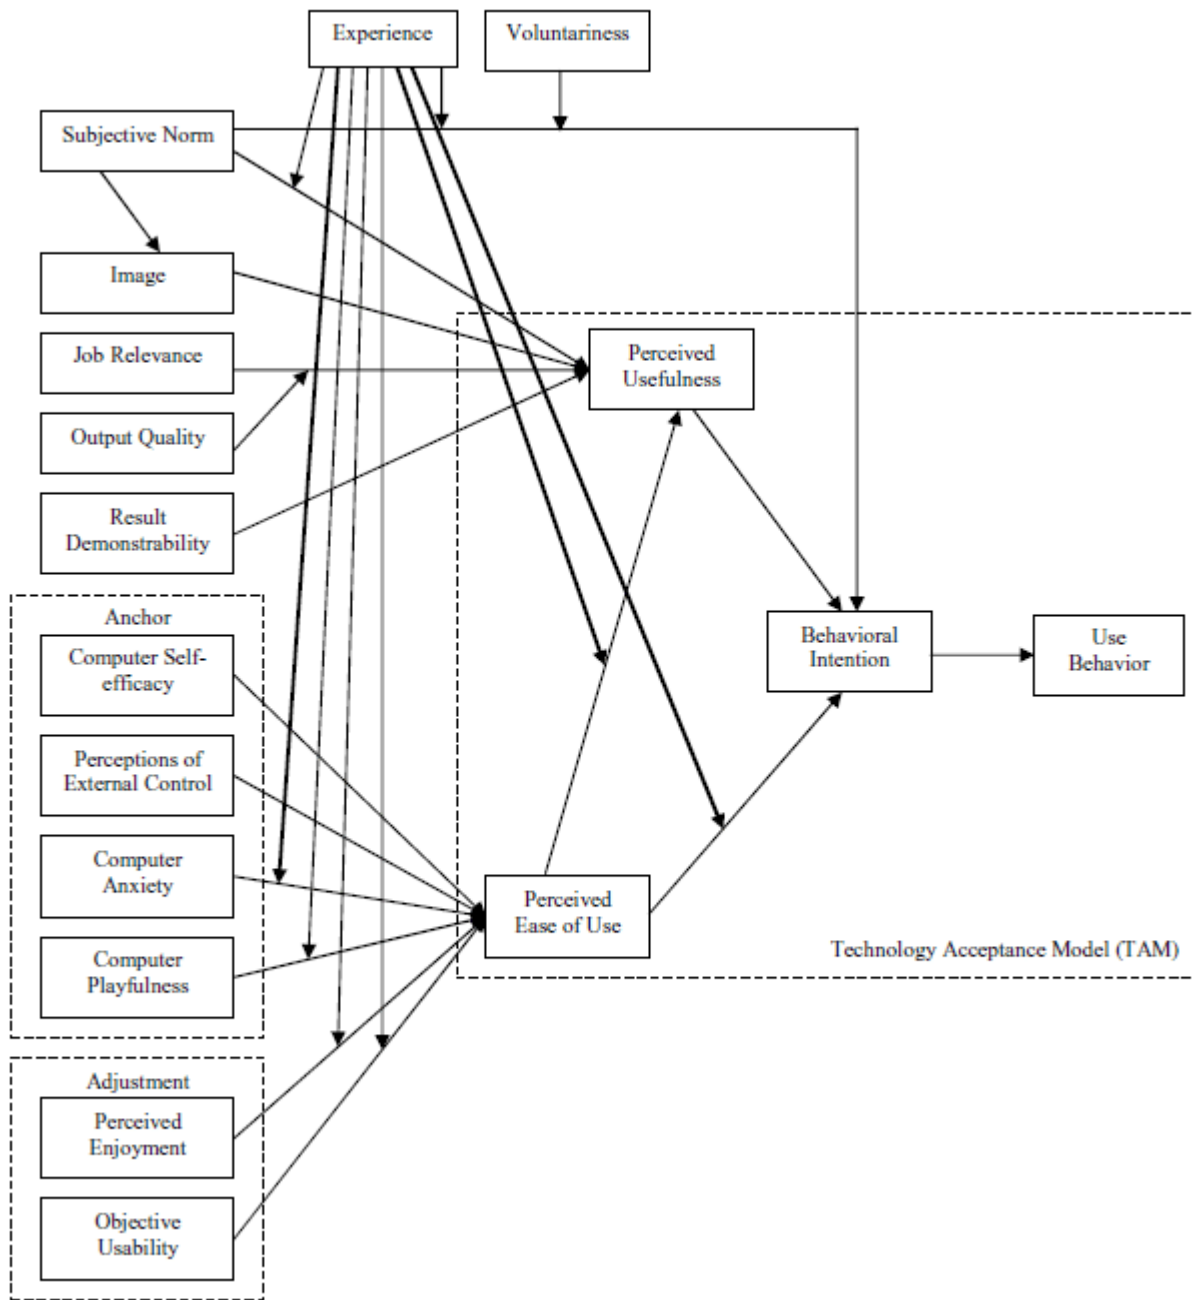 Experience
Voluntariness
Subjective Norm
Image
Job Relevance
Output Quality
Result
Demonstrability
Perceived
Usefulness
Anchor
Computer Self-
efficacy
Perceptions of
External Control
Computer
Anxiety
Computer
Playfulness
Behavioral
Intention
Use
Behavior
Perceived
Ease of Use
Technology Acceptance Model (TAM)
Adjustment
Perceived
Enjoyment
Objective
Usability